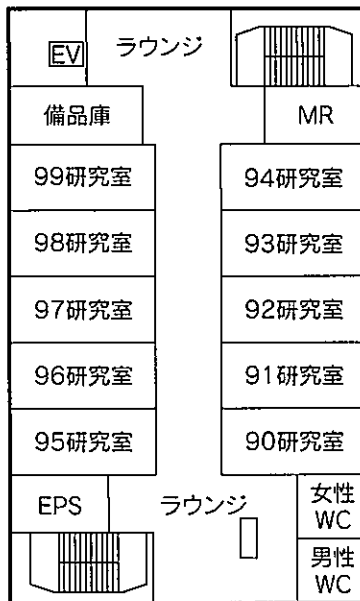 EV
ラウンジ
備品庫
MR
99研究室
94研究室
98研究室
93研究室
97研究室
92研究室
96研究室
91研究室
95研究室
90研究室
EPS
ラウンジ
女性
WC
男性
WC